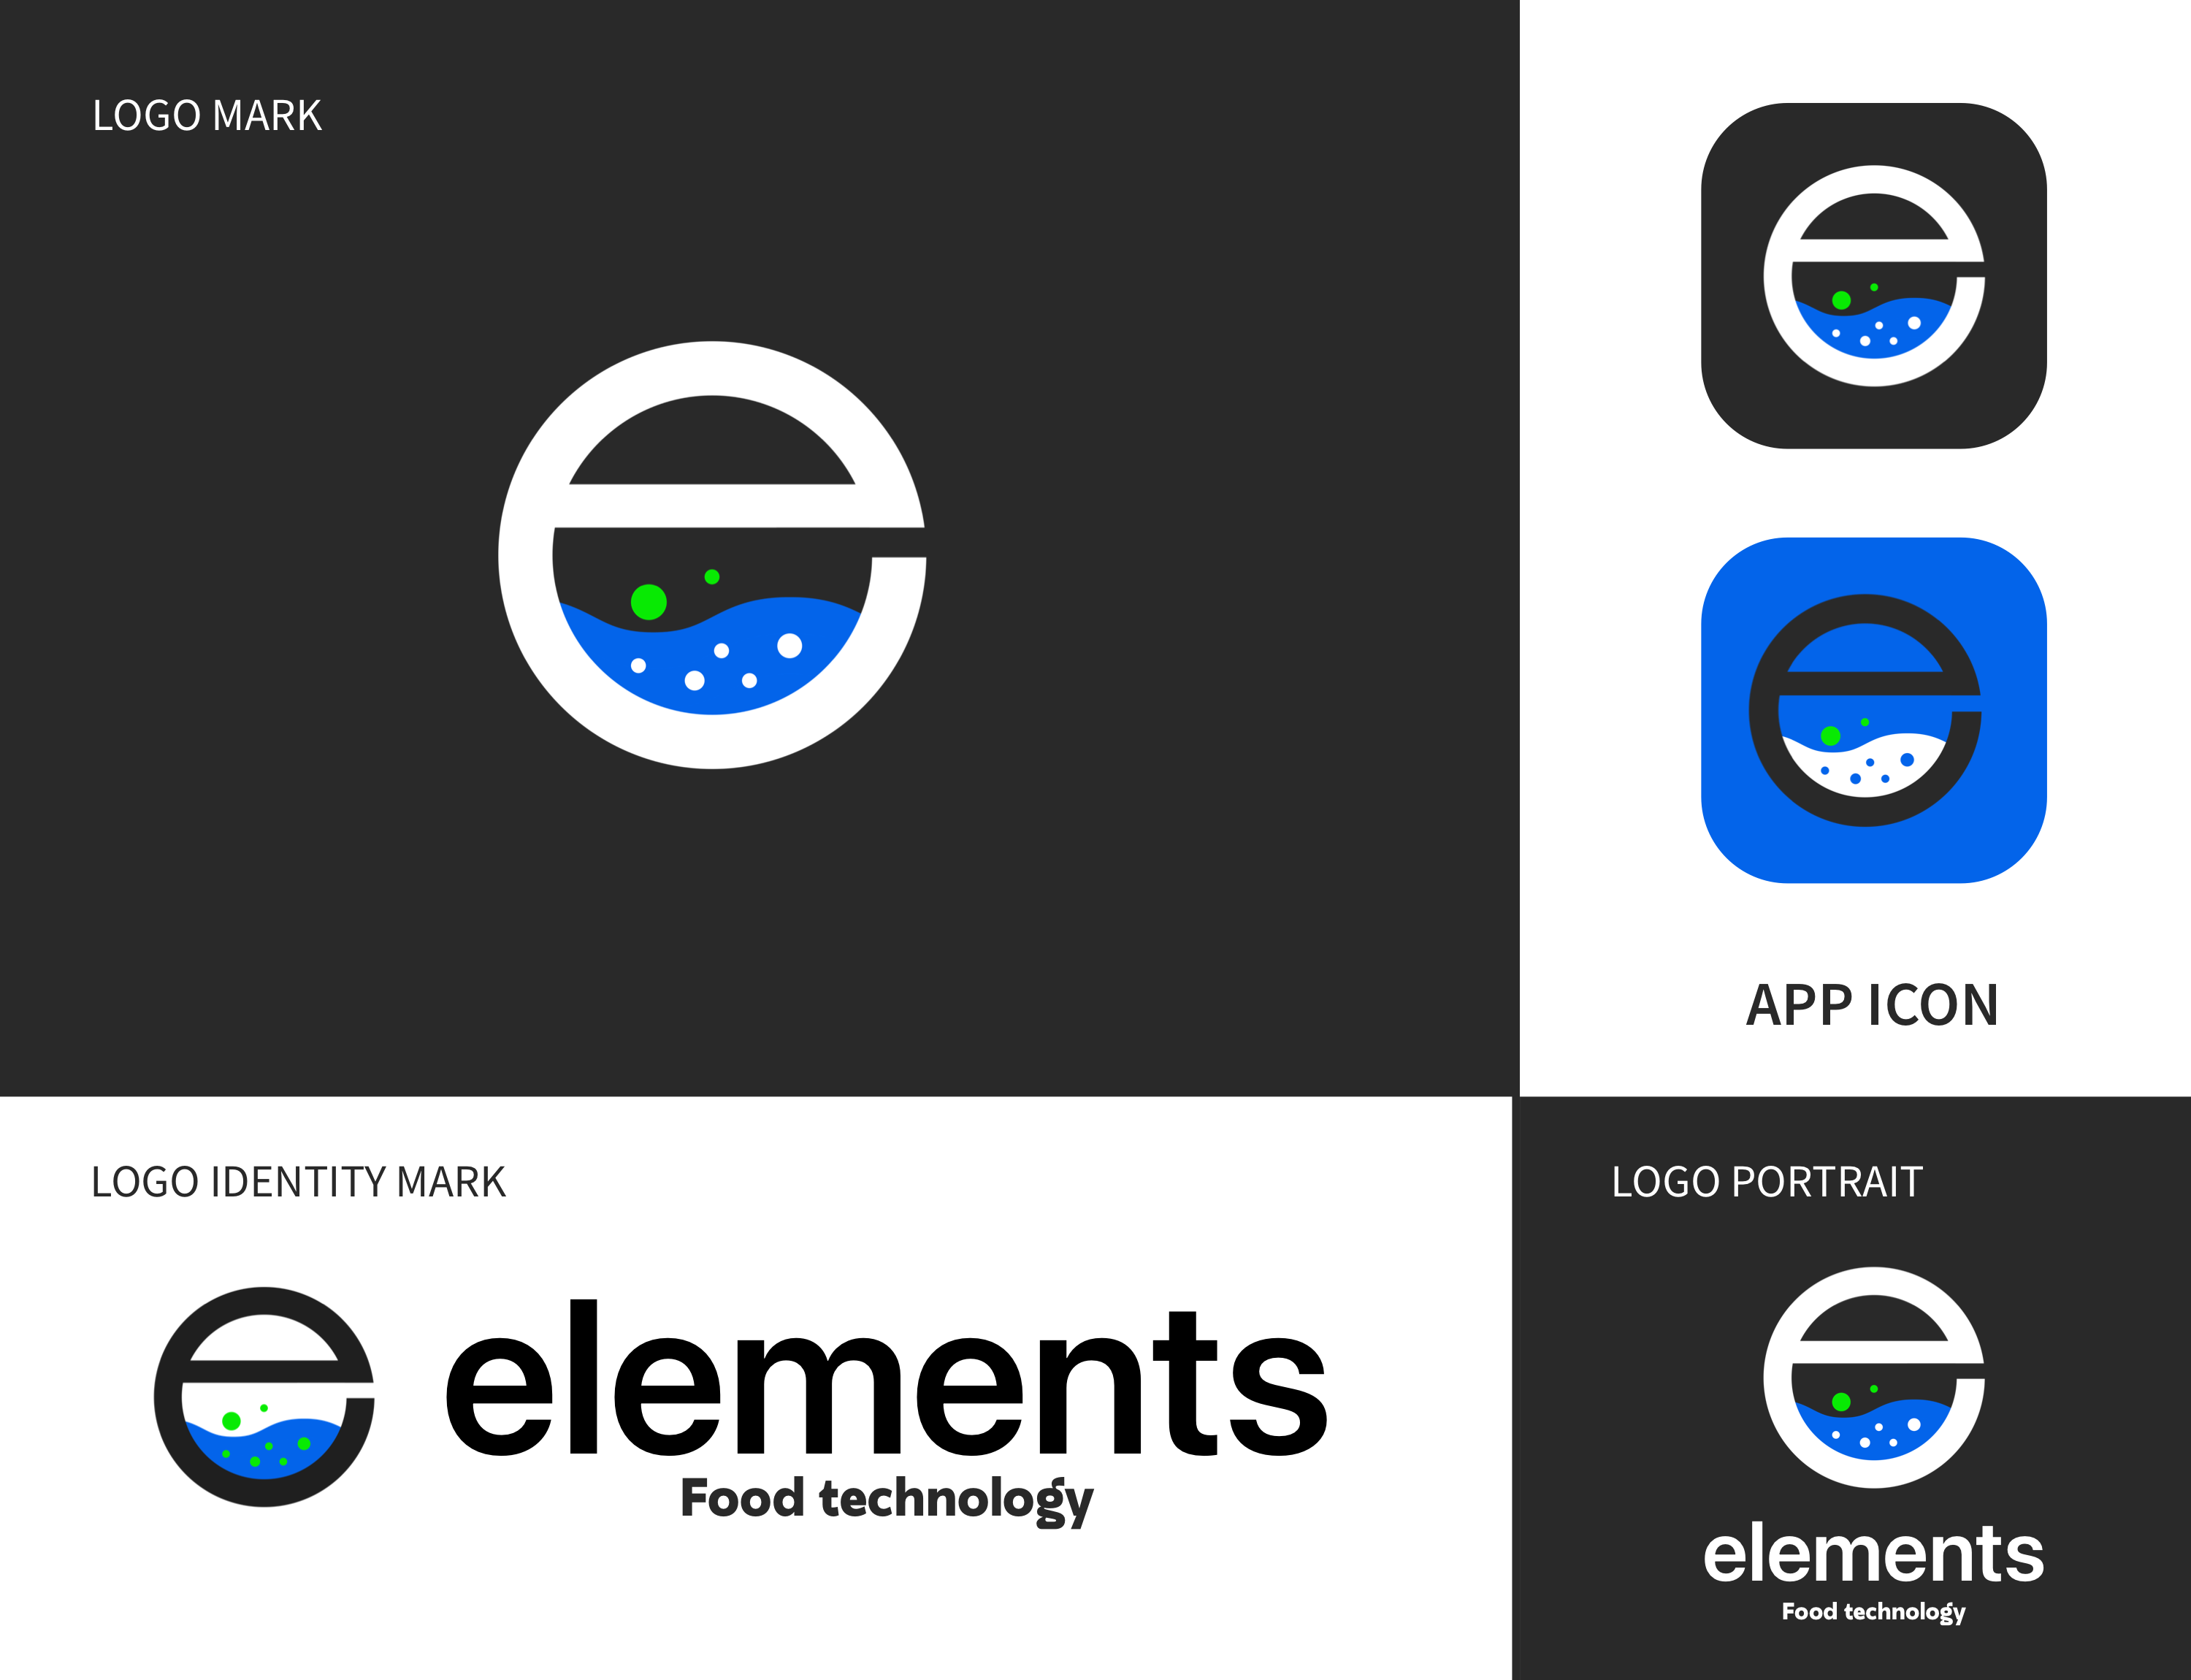 LOGO MARK
APP ICON
LOGO IDENTITY MARK
elements
Food technology
LOGO PORTRAIT
elements
Food technology